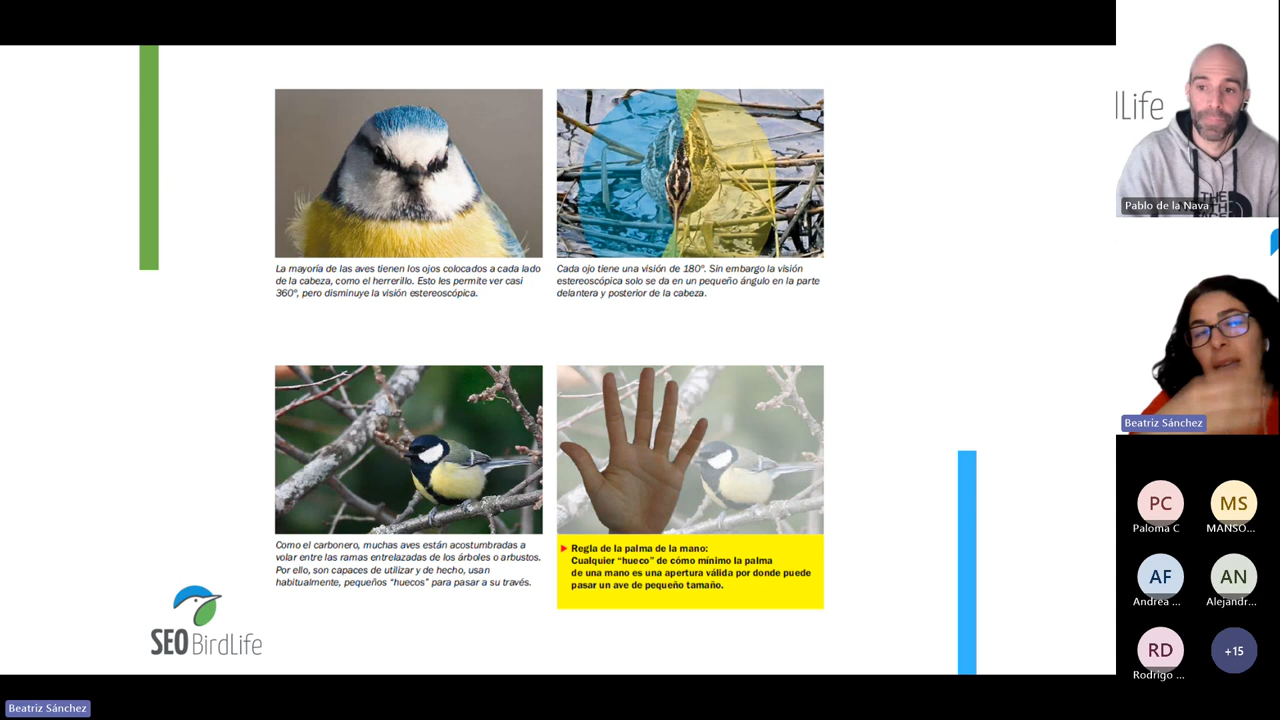 La mayoría de las aves tienen los ojos colocados a cada lado
de la cabeza, como el herrerillo. Esto les permite ver casi
360º, pero disminuye la visión estereoscópica.
Cada ojo tiene una visión de 180º. Sin embargo la visión
estereoscópica solo se da en un pequeño ángulo en la parte
delantera y posterior de la cabeza.
Como el carbonero, muchas aves están acostumbradas a
volar entre las ramas entrelazadas de los árboles o arbustos.
Por ello, son capaces de utilizar y de hecho, usan
habitualmente, pequeños "huecos" para pasar a su través.
Regla de la palma de la mano:
Cualquier "hueco" de cómo mínimo la palma
de una mano es una apertura válida por donde puede
pasar un ave de pequeño tamaño.
SEO BirdLife
Beatriz Sánchez
lLife
THE
Pablo de la Nava
Beatriz Sánchez
PC
Paloma C
MS
MANSO...
AF
Andrea ...
AN
Alejandr...
RD
Rodrigo ...
+15